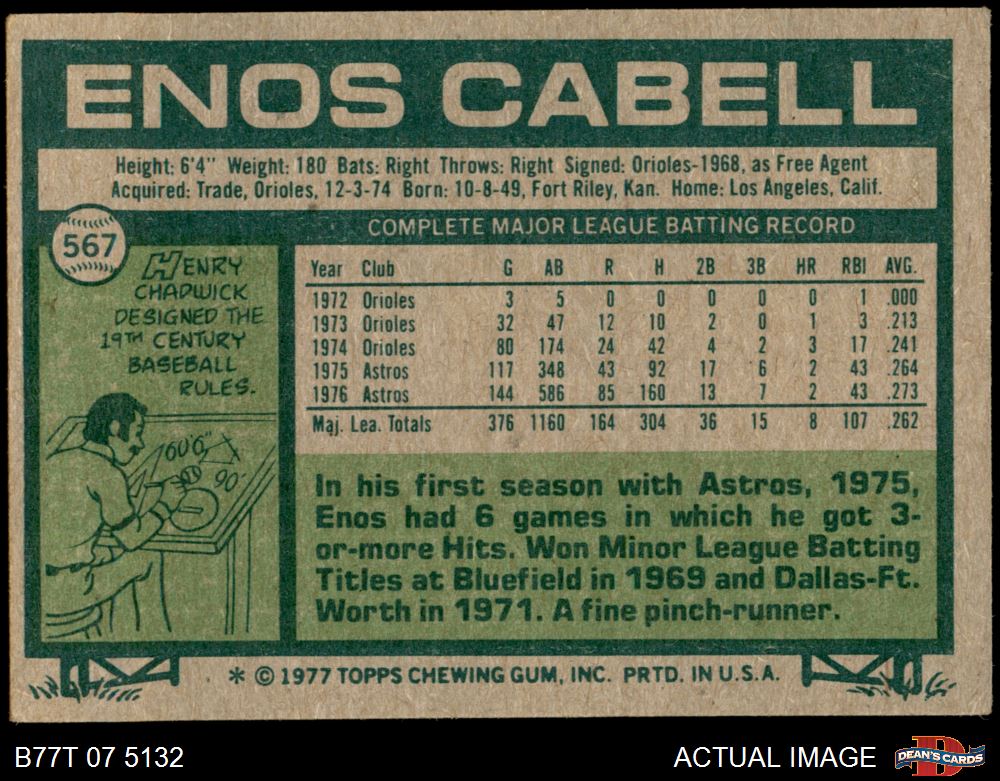 ENOS CABELL
Height: 6'4" Weight: 180 Bats: Right Throws: Right Signed: Orioles-1968, as Free Agent
Acquired: Trade, Orioles, 12-3-74 Born: 10-8-49, Fort Riley, Kan. Home: Los Angeles, Calif.
567
HENRY
CHADWICK
DESIGNED THE
19TH CENTURY
BASEBALL
RULES.
60'6"
90'
COMPLETE MAJOR LEAGUE BATTING RECORD
Year Club G AB R H 2B 3B HR RBI AVG.
1972 Orioles 3 5 0 0 0 0 0 1 .000
1973 Orioles 32 47 12 10 2 0 1 3 .213
1974 Orioles 80 174 24 42 4 2 3 17 .241
1975 Astros 117 348 43 92 17 6 2 43 .264
1976 Astros 144 586 85 160 13 7 2 43 .273
Maj. Lea. Totals 376 1160 164 304 36 15 8 107 .262
In his first season with Astros, 1975,
Enos had 6 games in which he got 3-
or-more Hits. Won Minor League Batting
Titles at Bluefield in 1969 and Dallas-Ft.
Worth in 1971. A fine pinch-runner.
* © 1977 TOPPS CHEWING GUM, INC. PRTD. IN U.S.A.
B77T 07 5132
ACTUAL IMAGE
D
DEAN'S CARDS